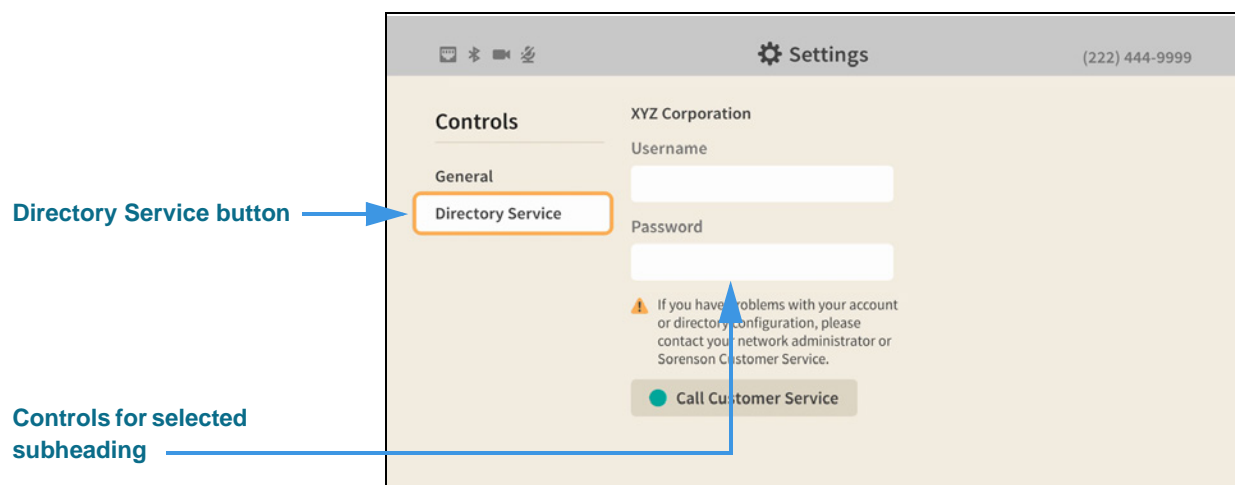 Settings
(222) 444-9999
Controls
General
Directory Service
XYZ Corporation
Username
Password
If you have problems with your account
or directory configuration, please
contact your network administrator or
Sorenson Customer Service.
Call Customer Service
Directory Service button
Controls for selected
subheading